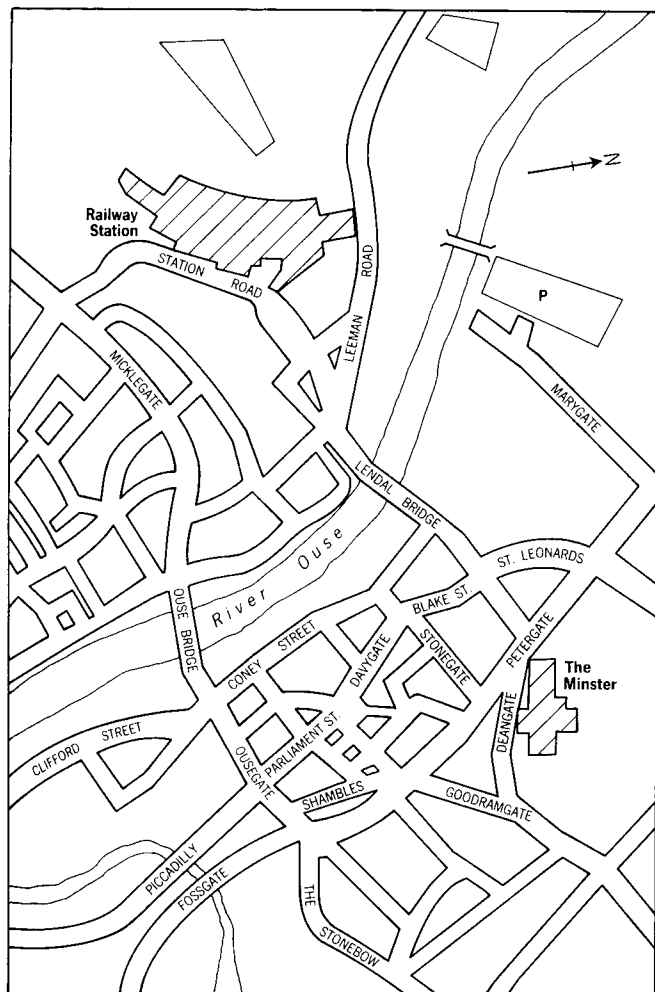 N
Railway
Station
STATION ROAD
LEEMAN ROAD
P
MICKLEGATE
MARYGATE
LENDAL BRIDGE
ST. LEONARDS
River Ouse
OUSE BRIDGE
BLAKE ST.
CONEY STREET
STONEGATE
PETERGATE
DAVYGATE
The
Minster
DEANGATE
CLIFFORD STREET
PARLIAMENT ST.
OUSEGATE
SHAMBLES
GOODRAMGATE
PICCADILLY
FOSSGATE
THE STONEBOW